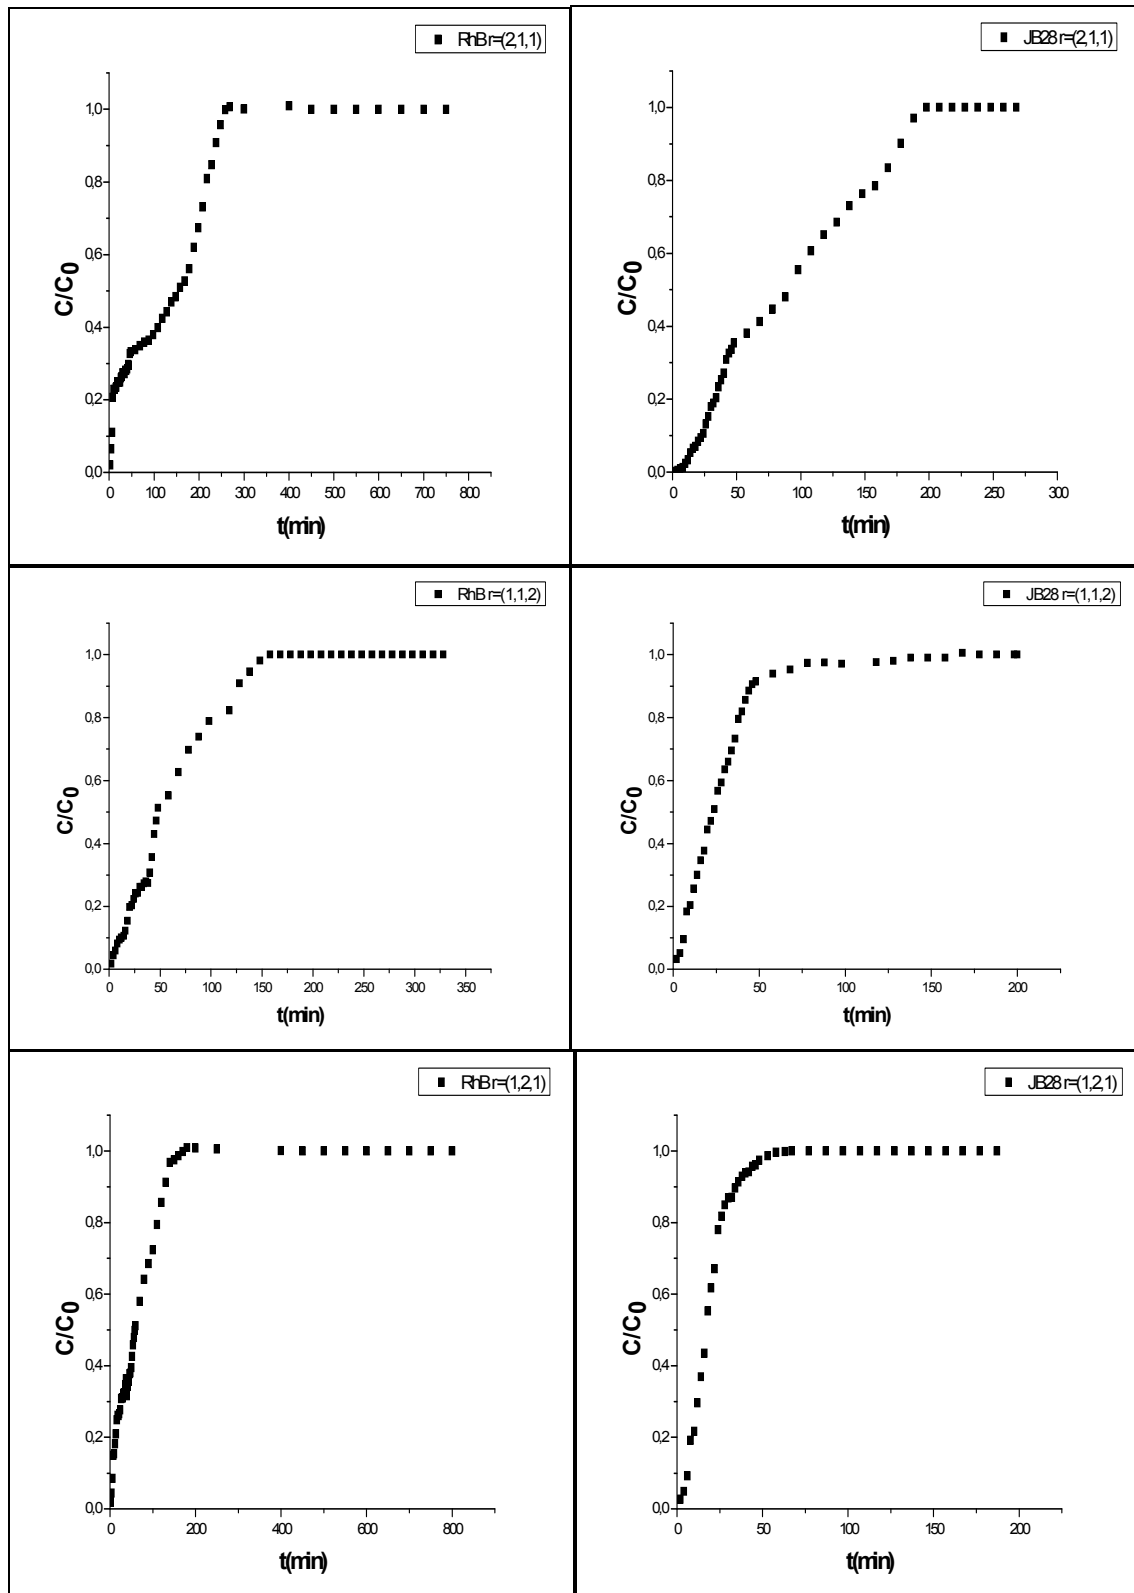 RhB r=(2,1,1)
1,0
0,8
0,6
0,4
0,2
0,0
C/C0
0 100 200 300 400 500 600 700 800
t(min)
JB28 r=(2,1,1)
1,0
0,8
0,6
0,4
0,2
0,0
C/C0
0 50 100 150 200 250 300
t(min)
RhB r=(1,1,2)
1,0
0,8
0,6
0,4
0,2
0,0
C/C0
0 50 100 150 200 250 300 350
t(min)
JB28 r=(1,1,2)
1,0
0,8
0,6
0,4
0,2
0,0
C/C0
0 50 100 150 200
t(min)
RhB r=(1,2,1)
1,0
0,8
0,6
0,4
0,2
0,0
C/C0
0 200 400 600 800
t(min)
JB28 r=(1,2,1)
1,0
0,8
0,6
0,4
0,2
0,0
C/C0
0 50 100 150 200
t(min)